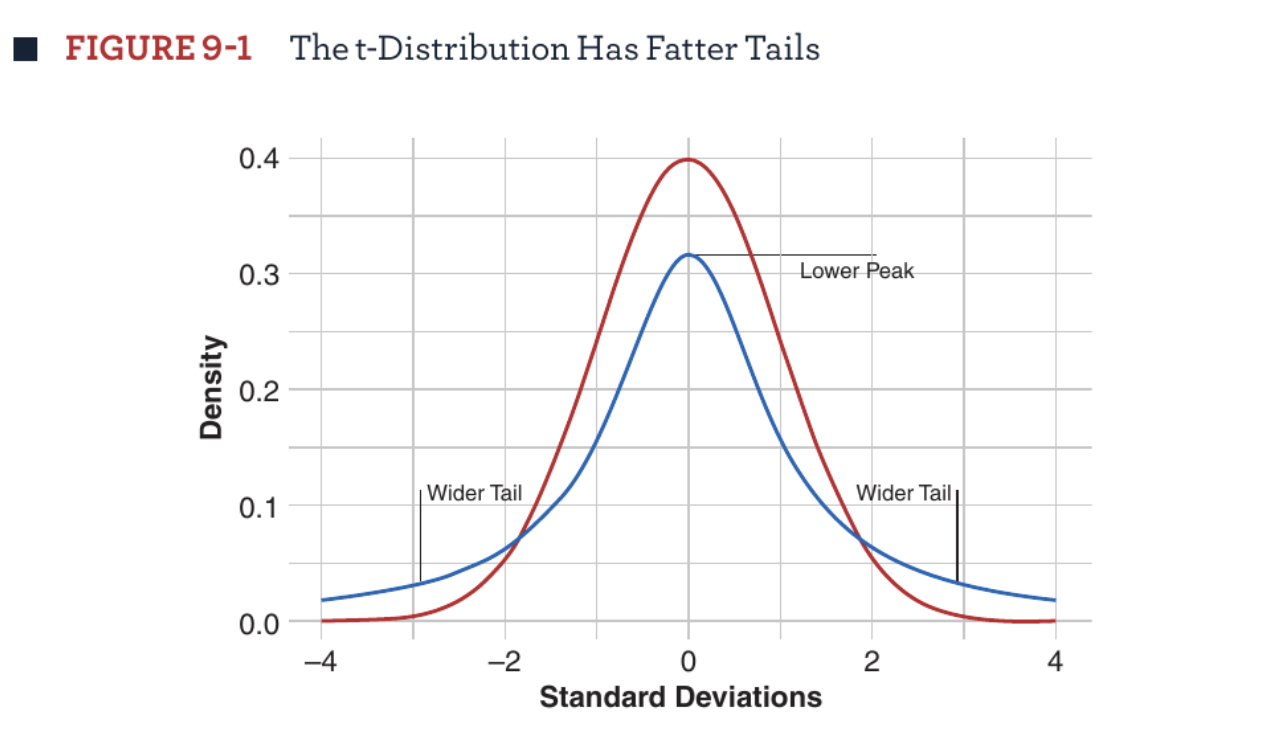 FIGURE 9-1 The t-Distribution Has Fatter Tails
0.4
Lower Peak
0.3
0.2
Density
Wider Tail Wider Tail
0.1
0.0
–4 –2 0 2 4
Standard Deviations